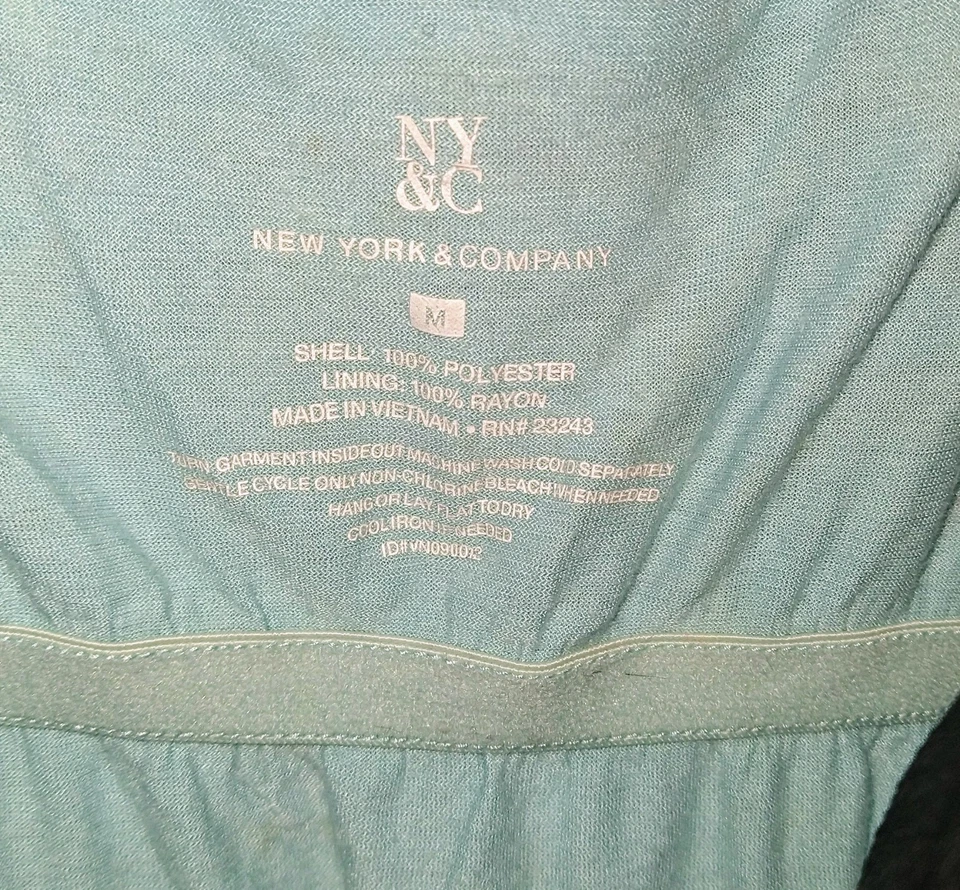 NY
&C
NEW YORK & COMPANY
M
SHELL: 100% POLYESTER
LINING: 100% RAYON
MADE IN VIETNAM • RN# 23243
TURN GARMENT INSIDE OUT MACHINE WASH COLD SEPARATELY
GENTLE CYCLE ONLY NON-CHLORINE BLEACH WHEN NEEDED
HANG OR LAY FLAT TO DRY
COOL IRON IF NEEDED
ID#VN090012